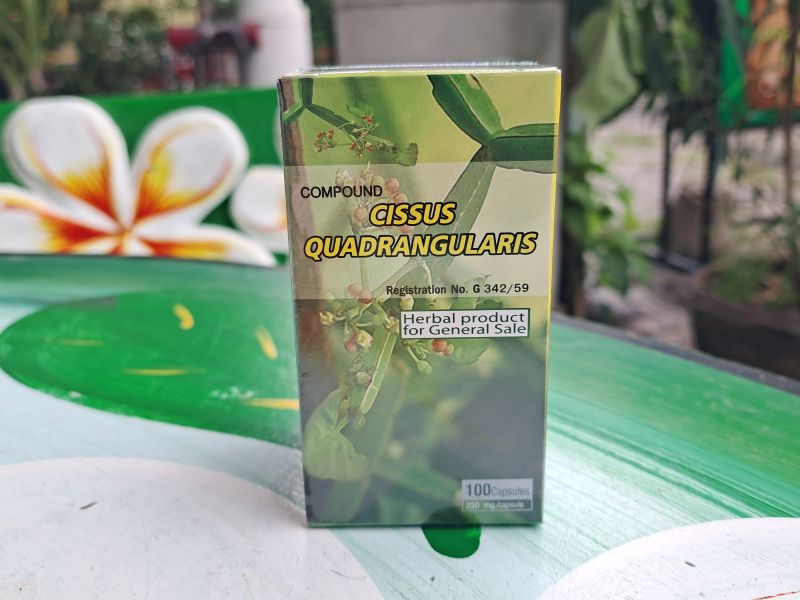 COMPOUND
CISSUS
QUADRANGULARIS
Registration No. G 342/59
Herbal product
for General Sale
100Capsules
250 mg./capsule